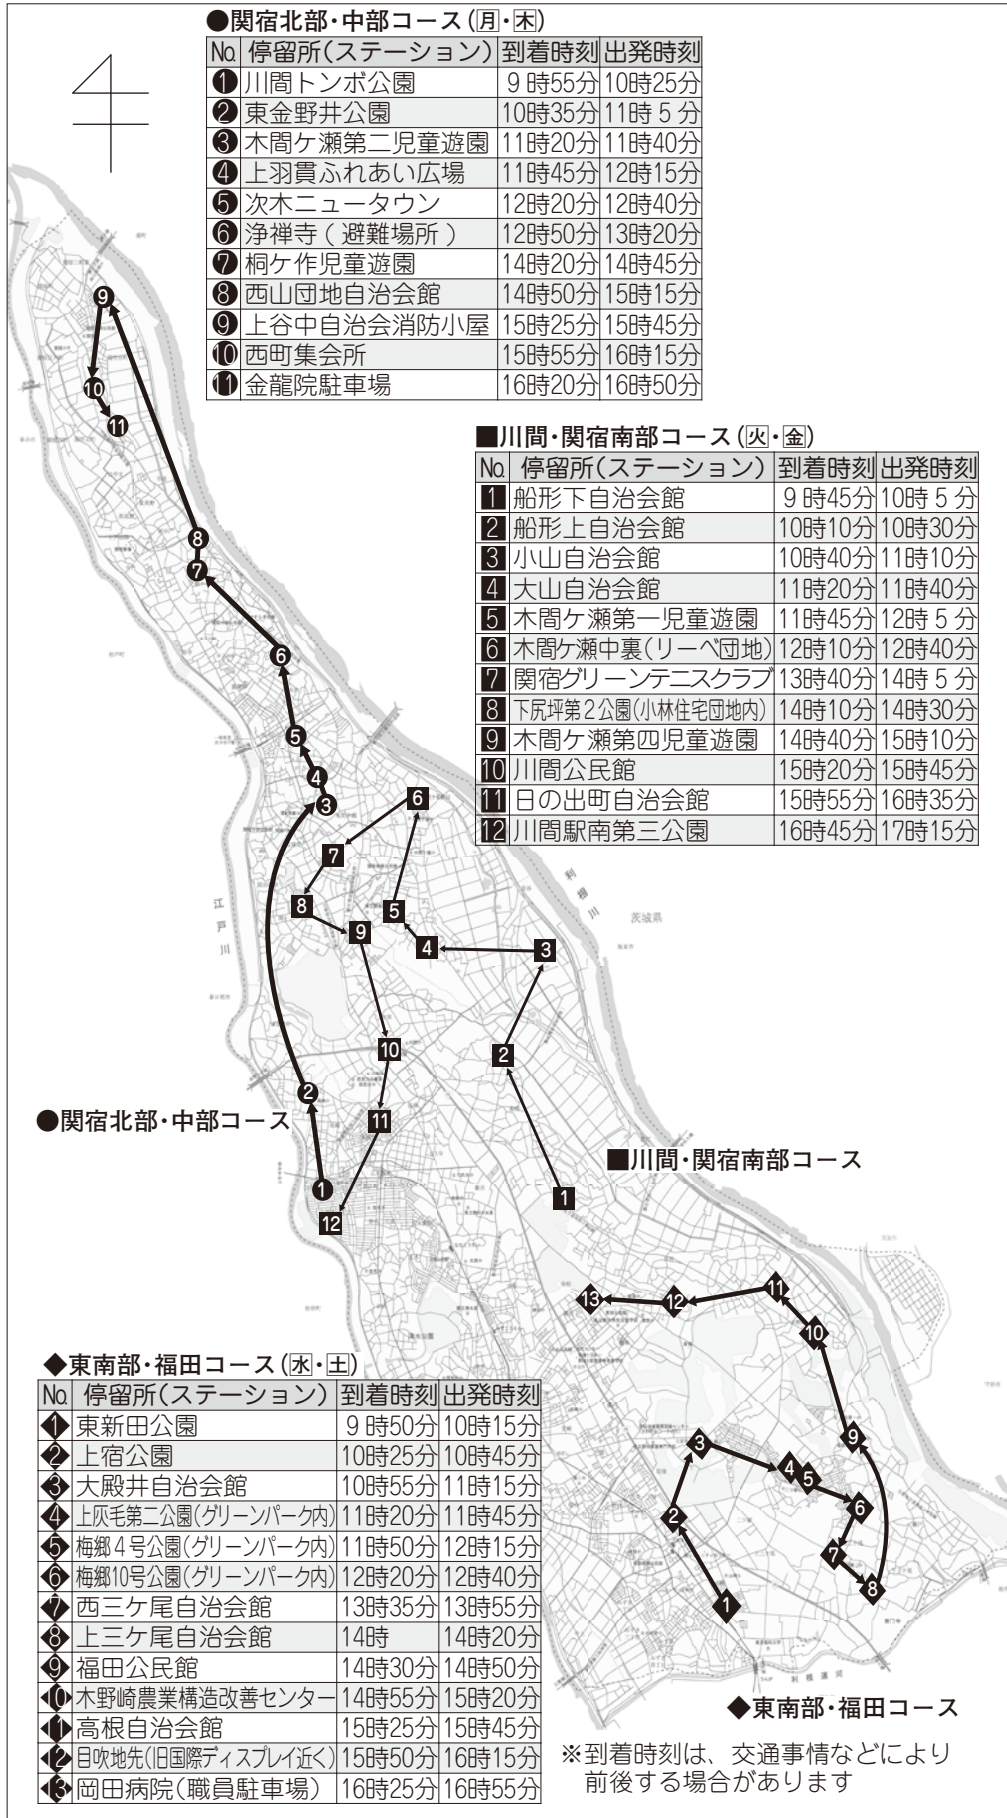 ●関宿北部・中部コース(月・木)
No. 停留所(ステーション) 到着時刻 出発時刻
1 川間トンボ公園 9時55分 10時25分
2 東金野井公園 10時35分 11時5分
3 木間ケ瀬第二児童遊園 11時20分 11時40分
4 上羽貫ふれあい広場 11時45分 12時15分
5 次木ニュータウン 12時20分 12時40分
6 浄禅寺(避難場所) 12時50分 13時20分
7 桐ケ作児童遊園 14時20分 14時45分
8 西山団地自治会館 14時50分 15時15分
9 上谷中自治会消防小屋 15時25分 15時45分
10 西町集会所 15時55分 16時15分
11 金龍院駐車場 16時20分 16時50分
■川間・関宿南部コース(火・金)
No. 停留所(ステーション) 到着時刻 出発時刻
1 船形下自治会館 9時45分 10時5分
2 船形上自治会館 10時10分 10時30分
3 小山自治会館 10時40分 11時10分
4 大山自治会館 11時20分 11時40分
5 木間ケ瀬第一児童遊園 11時45分 12時5分
6 木間ケ瀬中裏(リーベ団地) 12時10分 12時40分
7 関宿グリーンテニスクラブ 13時40分 14時5分
8 下尻坪第2公園(小林住宅団地内) 14時10分 14時30分
9 木間ケ瀬第四児童遊園 14時40分 15時10分
10 川間公民館 15時20分 15時45分
11 日の出町自治会館 15時55分 16時35分
12 川間駅南第三公園 16時45分 17時15分
9
10
11
8
7
6
5
4
3
6
7
8
5
9
4
3
利根川
茨城県
江戸川
10
2
2
●関宿北部・中部コース
11
■川間・関宿南部コース
1
1
12
13
12
11
10
◆東南部・福田コース(水・土)
No. 停留所(ステーション) 到着時刻 出発時刻
1 東新田公園 9時50分 10時15分
2 上宿公園 10時25分 10時45分
3 大殿井自治会館 10時55分 11時15分
4 上灰毛第二公園(グリーンパーク内) 11時20分 11時45分
5 梅郷4号公園(グリーンパーク内) 11時50分 12時15分
6 梅郷10号公園(グリーンパーク内) 12時20分 12時40分
7 西三ケ尾自治会館 13時35分 13時55分
8 上三ケ尾自治会館 14時 14時20分
9 福田公民館 14時30分 14時50分
10 木野崎農業構造改善センター 14時55分 15時20分
11 高根自治会館 15時25分 15時45分
12 目吹地先(旧国際ディスプレイ近く) 15時50分 16時15分
13 岡田病院(職員駐車場) 16時25分 16時55分
3
9
4
5
2
6
7
8
1
利根運河
◆東南部・福田コース
※到着時刻は、交通事情などにより
前後する場合があります